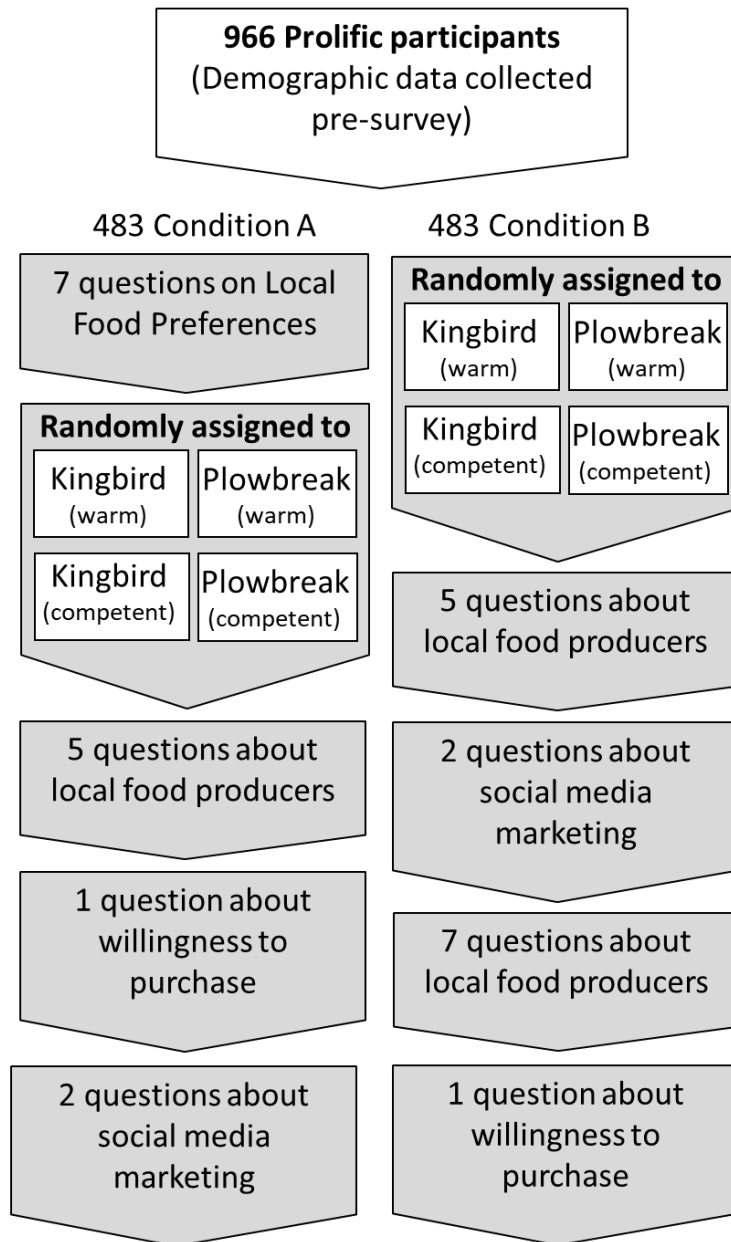 966 Prolific participants
(Demographic data collected
pre-survey)
483 Condition A
7 questions on Local
Food Preferences
Randomly assigned to
Kingbird
(warm)
Plowbreak
(warm)
Kingbird
(competent)
Plowbreak
(competent)
5 questions about
local food producers
1 question about
willingness to
purchase
2 questions about
social media
marketing
483 Condition B
Randomly assigned to
Kingbird
(warm)
Plowbreak
(warm)
Kingbird
(competent)
Plowbreak
(competent)
5 questions about
local food producers
2 questions about
social media
marketing
7 questions about
local food producers
1 question about
willingness to
purchase